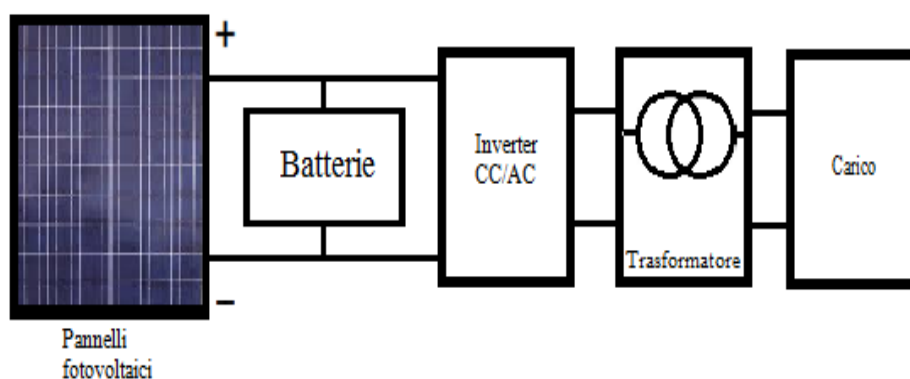 +
Batterie
Inverter
CC/AC
Carico
Trasformatore
–
Pannelli
fotovoltaici